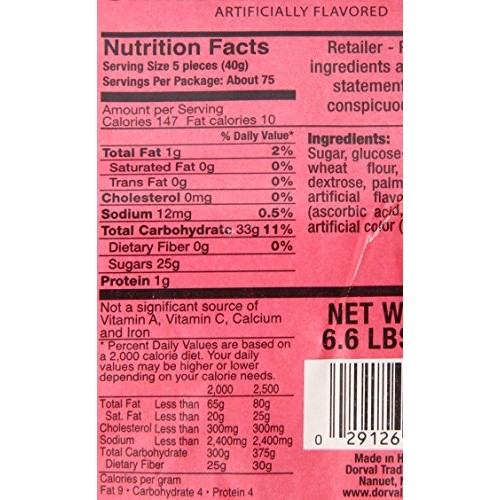 ARTIFICIALLY FLAVORED
Nutrition Facts
Serving Size 5 pieces (40g)
Servings Per Package: About 75
Amount per Serving
Calories 147 Fat calories 10
% Daily Value*
Total Fat 1g 2%
Saturated Fat 0g 0%
Trans Fat 0g 0%
Cholesterol 0mg 0%
Sodium 12mg 0.5%
Total Carbohydrate 33g 11%
Dietary Fiber 0g 0%
Sugars 25g
Protein 1g
Not a significant source of
Vitamin A, Vitamin C, Calcium
and Iron
* Percent Daily Values are based on
a 2,000 calorie diet. Your daily
values may be higher or lower
depending on your calorie needs.
2,000 2,500
Total Fat Less than 65g 80g
Sat. Fat Less than 20g 25g
Cholesterol Less than 300mg 300mg
Sodium Less than 2,400mg 2,400mg
Total Carbohydrate 300g 375g
Dietary Fiber 25g 30g
Calories per gram
Fat 9 • Carbohydrate 4 • Protein 4
Retailer -
ingredients a
statement
conspicuou
Ingredients:
Sugar, glucose-
wheat flour,
dextrose, palm
artificial flavo
(ascorbic acid,
artificial color (
NET W
6.6 LBS
0 29126
Made in H
Dorval Trad
Nanuet,
www.dorval